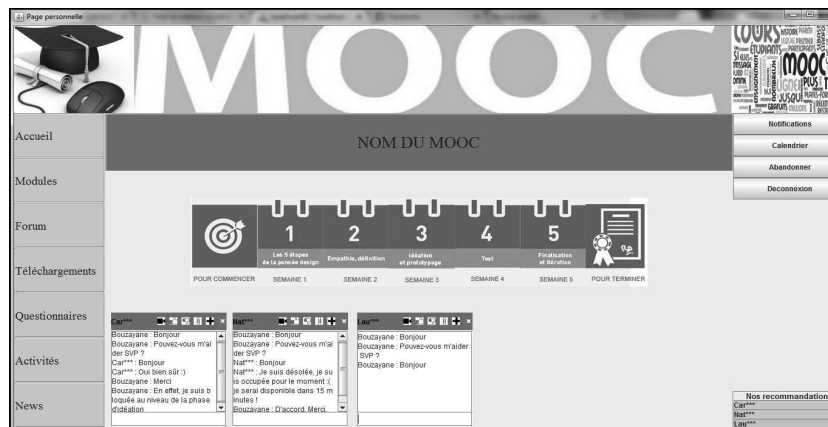 Page personnelle
MOOC
COURS
ÉTUDIANTS
MOOC
PLUS
JUSQU'
Accueil
Modules
Forum
Téléchargements
Questionnaires
Activités
News
NOM DU MOOC
Notifications
Calendrier
Abandonner
Deconnexion
1
2
3
4
5
Les 5 étapes
de la pensée design
Empathie, définition
Idéation
et prototypage
Test
Finalisation
et itération
POUR COMMENCER
SEMAINE 1
SEMAINE 2
SEMAINE 3
SEMAINE 4
SEMAINE 5
POUR TERMINER
Car***
Bouzayane : Bonjour
Bouzayane : Pouvez-vous m'ai
der SVP ?
Car*** : Bonjour
Car*** : Oui bien sûr :)
Bouzayane : Merci
Bouzayane : En effet, je suis b
loquée au niveau de la phase
d'idéation
Nat***
Bouzayane : Bonjour
Bouzayane : Pouvez-vous m'ai
der SVP ?
Nat*** : Bonjour
Nat*** : Je suis désolée, je su
is occupée pour le moment :(
je serai disponible dans 15 m
inutes !
Bouzayane : D'accord. Merci.
Lau***
Bouzayane : Bonjour
Bouzayane : Pouvez-vous m'aider
SVP ?
Bouzayane : Bonjour
Nos recommandation
Car***
Nat***
Lau***